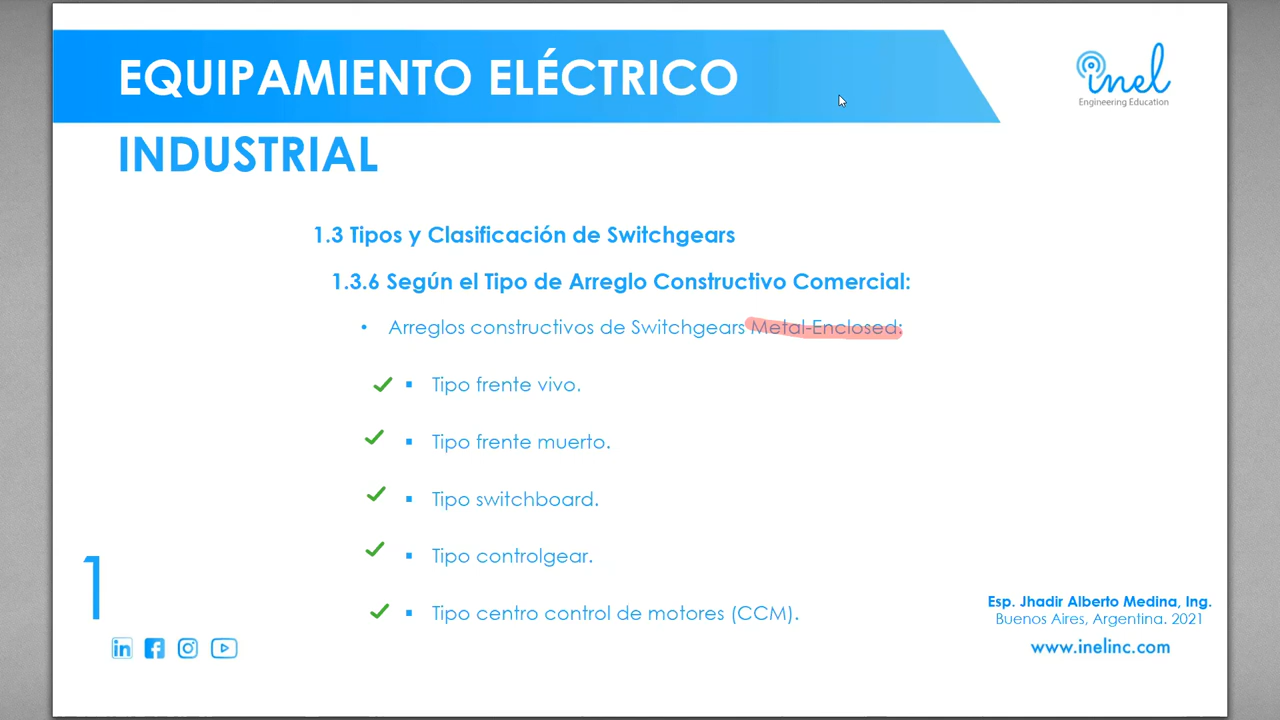 EQUIPAMIENTO ELÉCTRICO
INDUSTRIAL
inel
Engineering Education
1.3 Tipos y Clasificación de Switchgears
1.3.6 Según el Tipo de Arreglo Constructivo Comercial:
• Arreglos constructivos de Switchgears Metal-Enclosed:
▪ Tipo frente vivo.
▪ Tipo frente muerto.
▪ Tipo switchboard.
▪ Tipo controlgear.
▪ Tipo centro control de motores (CCM).
1
Esp. Jhadir Alberto Medina, Ing.
Buenos Aires, Argentina. 2021
www.inelinc.com